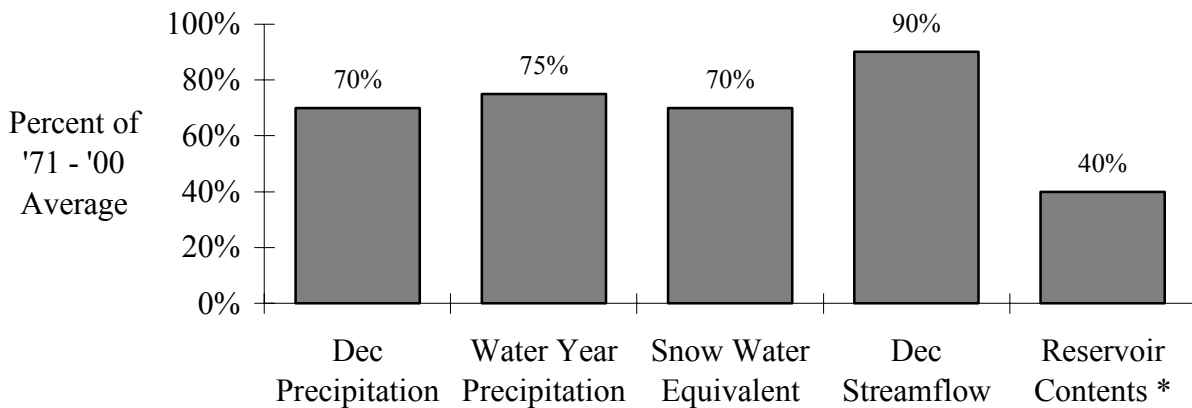 Percent of
'71 - '00
Average
100%
80%
60%
40%
20%
0%
70%
75%
70%
90%
40%
Dec
Precipitation
Water Year
Precipitation
Snow Water
Equivalent
Dec
Streamflow
Reservoir
Contents *